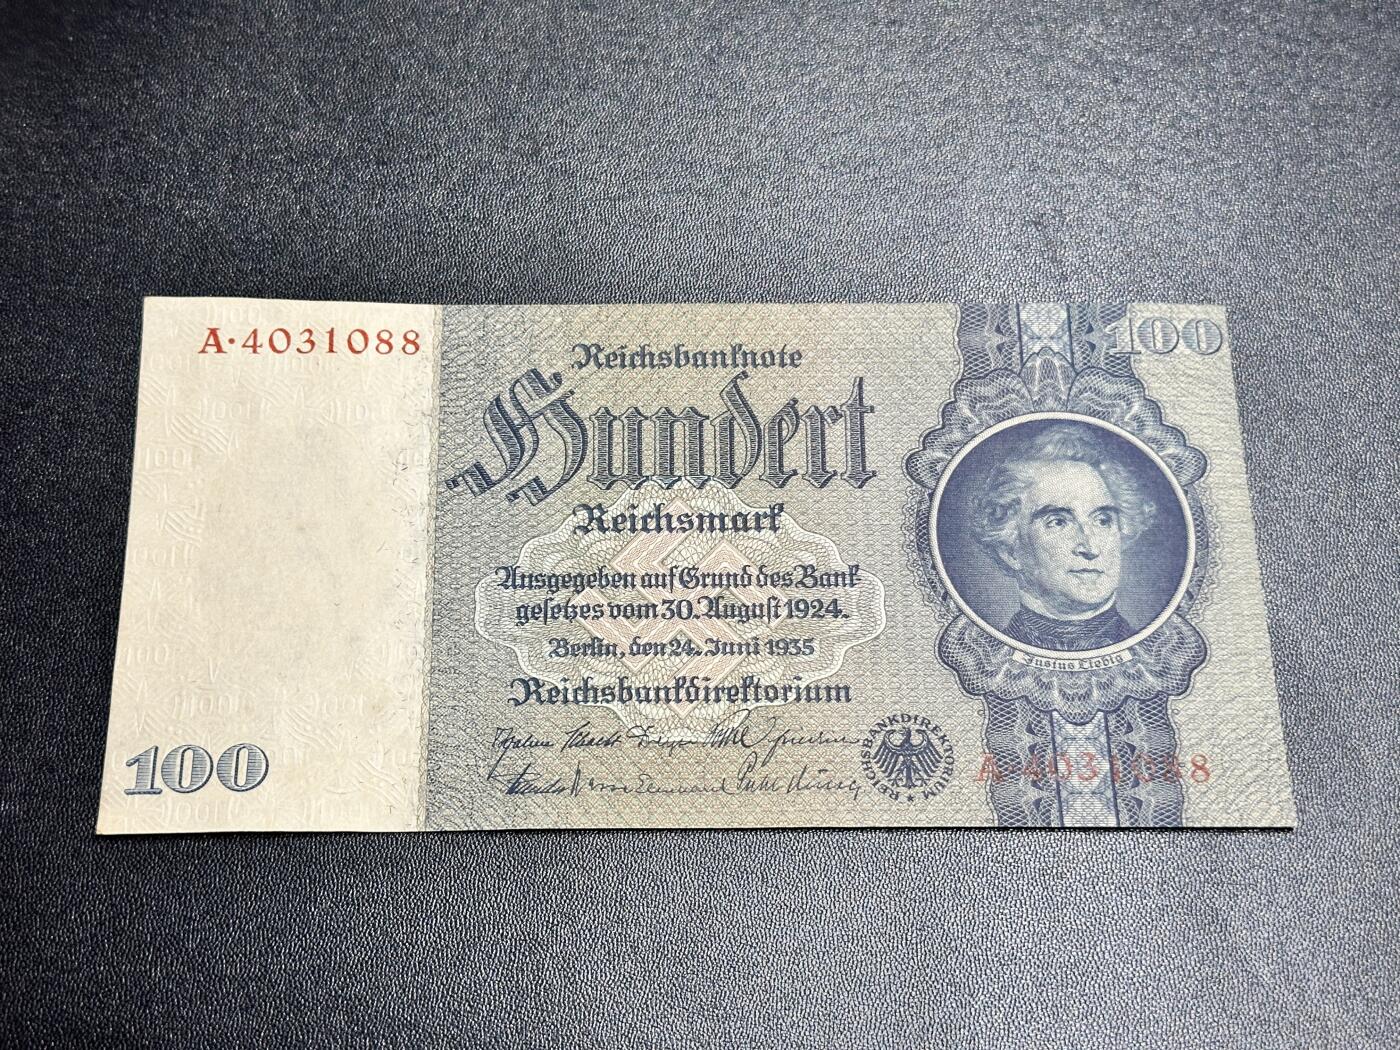 A·4031088
Reichsbanknote
100
Hundert
Reichsmark
Ausgegeben auf Grund des Bank-
gesetzes vom 30. August 1924.
Berlin, den 24. Juni 1935
Reichsbankdirektorium
Justus Liebig
REICHSBANKDIREKTORIUM
A·4031088
100